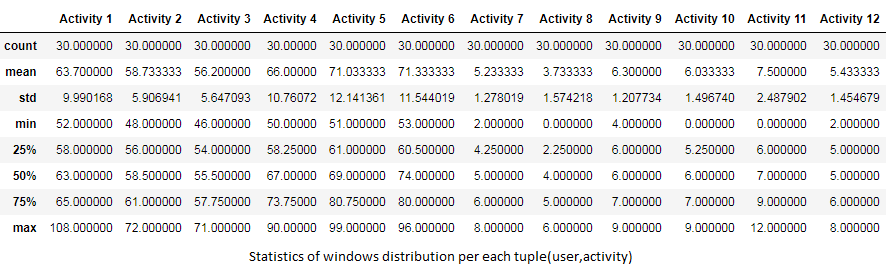 Activity 1 Activity 2 Activity 3 Activity 4 Activity 5 Activity 6 Activity 7 Activity 8 Activity 9 Activity 10 Activity 11 Activity 12
count 30.000000 30.000000 30.000000 30.00000 30.000000 30.000000 30.000000 30.000000 30.000000 30.000000 30.000000 30.000000
mean 63.700000 58.733333 56.200000 66.00000 71.033333 71.333333 5.233333 3.733333 6.300000 6.033333 7.500000 5.433333
std 9.990168 5.906941 5.647093 10.76072 12.141361 11.544019 1.278019 1.574218 1.207734 1.496740 2.487902 1.454679
min 52.000000 48.000000 46.000000 50.00000 51.000000 53.000000 2.000000 0.000000 4.000000 0.000000 0.000000 2.000000
25% 58.000000 56.000000 54.000000 58.25000 61.000000 60.500000 4.250000 2.250000 6.000000 5.250000 6.000000 5.000000
50% 63.000000 58.500000 55.500000 67.00000 69.000000 74.000000 5.000000 4.000000 6.000000 6.000000 7.000000 5.000000
75% 65.000000 61.000000 57.750000 73.75000 80.750000 80.000000 6.000000 5.000000 7.000000 7.000000 9.000000 6.000000
max 108.000000 72.000000 71.000000 90.00000 99.000000 96.000000 8.000000 6.000000 9.000000 9.000000 12.000000 8.000000
Statistics of windows distribution per each tuple(user,activity)